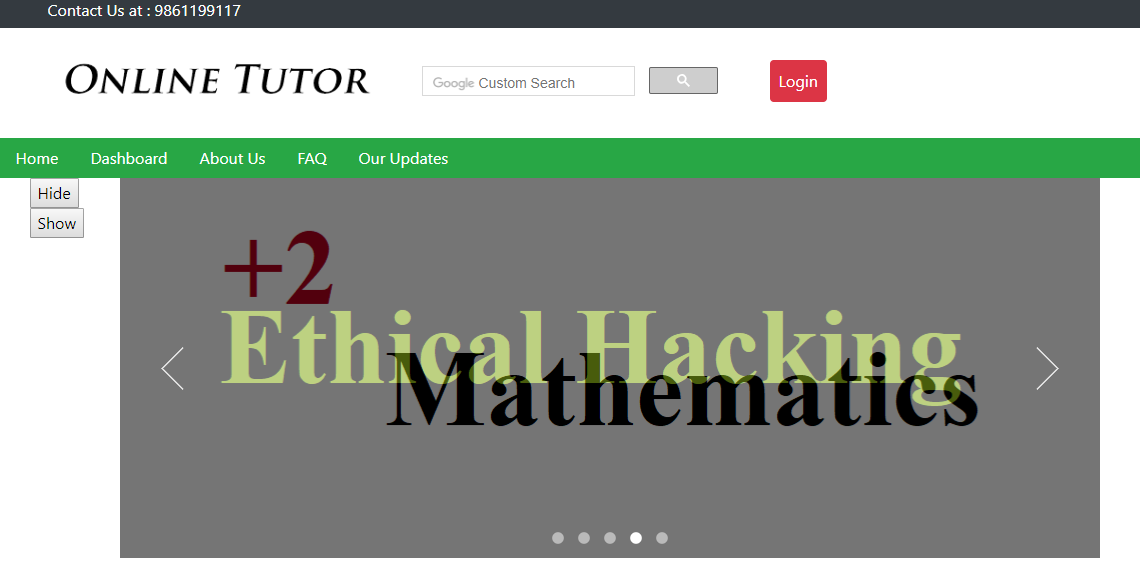 Contact Us at : 9861199117
Online Tutor
Google Custom Search
Login
Home Dashboard About Us FAQ Our Updates
Hide
Show
+2
Ethical Hacking
Mathematics